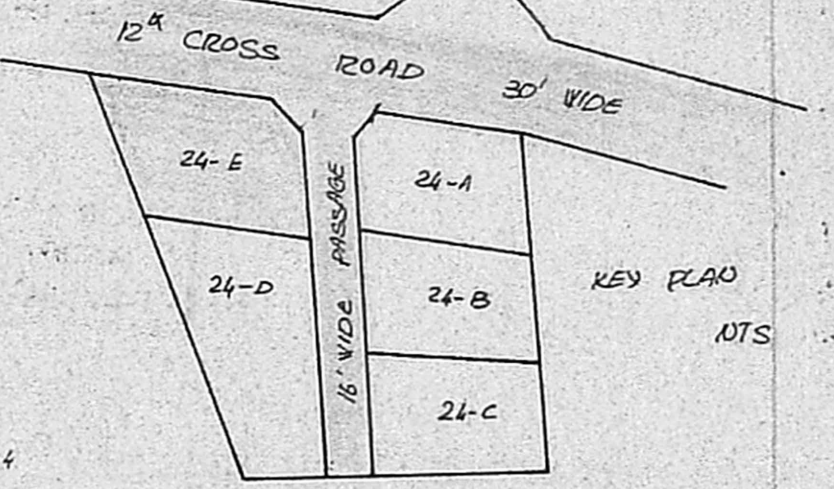 12th CROSS ROAD 30' WIDE
24-E
24-A
16' WIDE PASSAGE
24-D
24-B
KEY PLAN
NTS
24-C
4